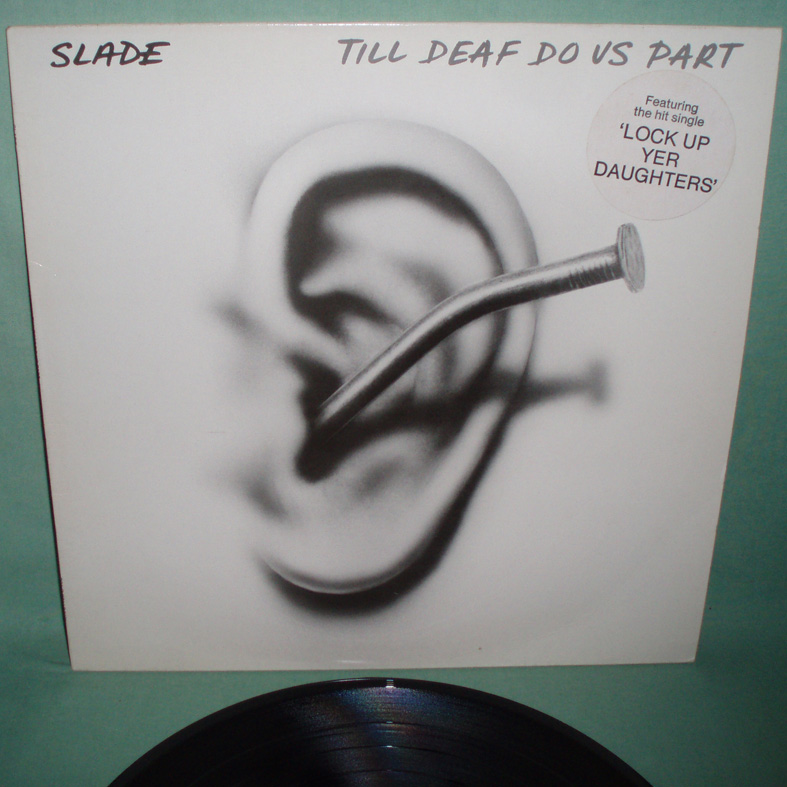 SLADE
TILL DEAF DO US PART
Featuring
the hit single
'LOCK UP
YER
DAUGHTERS'